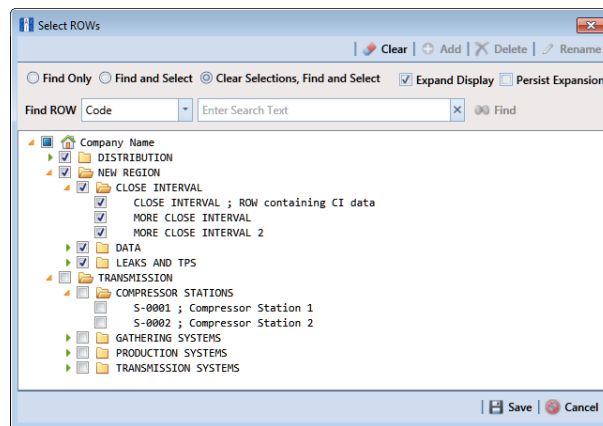 Select ROWs
Clear Add Delete Rename
Find Only Find and Select Clear Selections, Find and Select Expand Display Persist Expansion
Find ROW Code Enter Search Text Find
Company Name
DISTRIBUTION
NEW REGION
CLOSE INTERVAL
CLOSE INTERVAL ; ROW containing CI data
MORE CLOSE INTERVAL
MORE CLOSE INTERVAL 2
DATA
LEAKS AND TPS
TRANSMISSION
COMPRESSOR STATIONS
S-0001 ; Compressor Station 1
S-0002 ; Compressor Station 2
GATHERING SYSTEMS
PRODUCTION SYSTEMS
TRANSMISSION SYSTEMS
Save Cancel